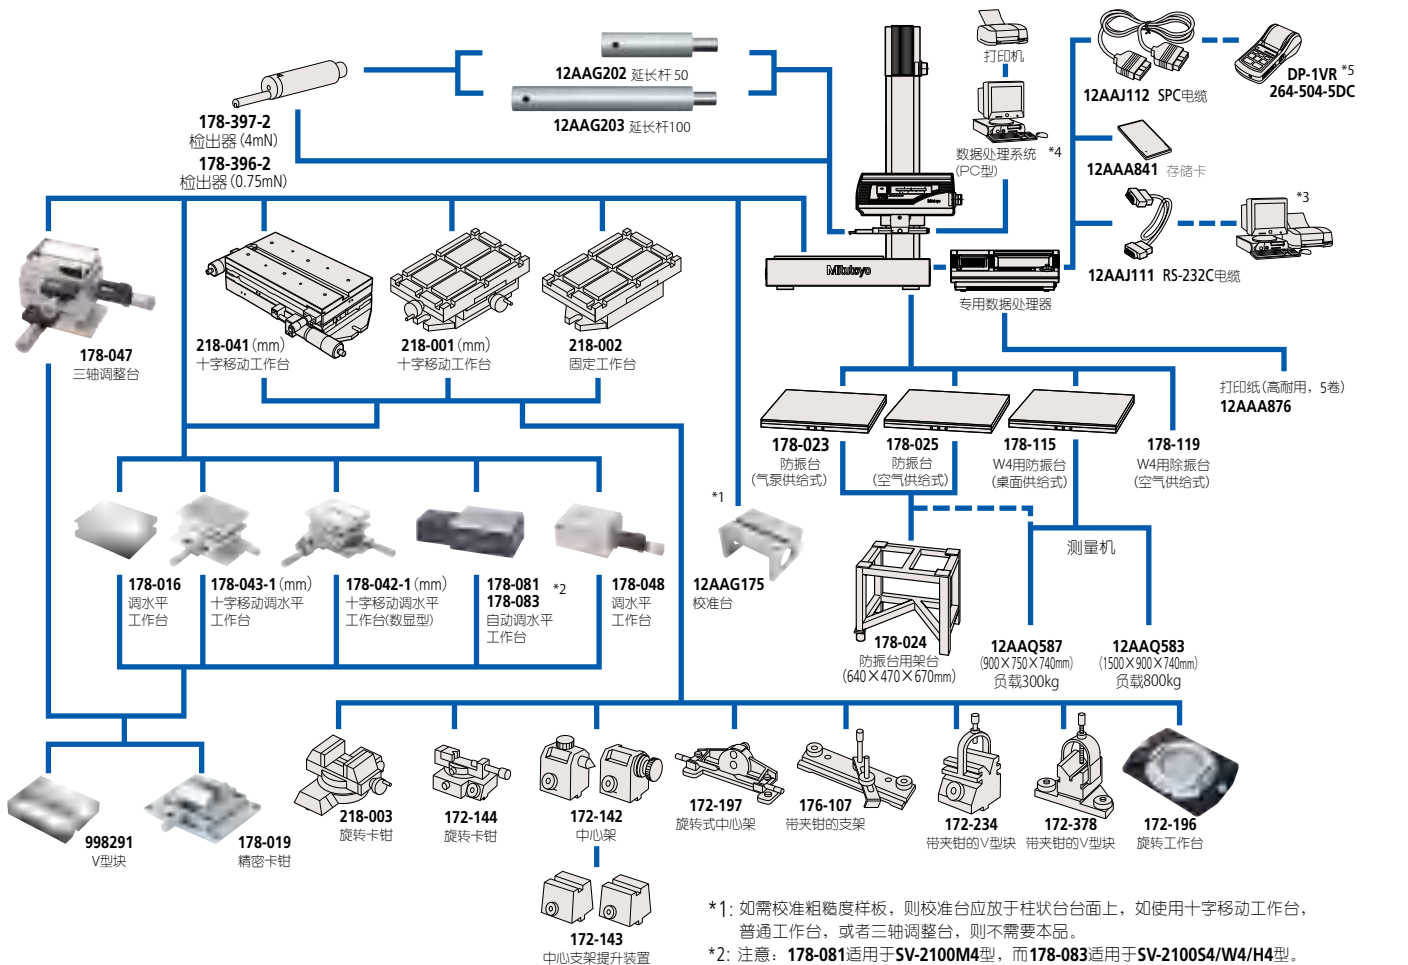 打印机
12AAG202 延长杆 50
12AAG203 延长杆100
178-397-2
检出器(4mN)
178-396-2
检出器(0.75mN)
数据处理系统 *4
(PC型)
12AAJ112 SPC电缆
DP-1VR *5
264-504-5DC
12AAA841 存储卡
*3
12AAJ111 RS-232C电缆
Mitutoyo
Mitutoyo
专用数据处理器
178-047
三轴调整台
218-041(mm)
十字移动工作台
218-001(mm)
十字移动工作台
218-002
固定工作台
打印纸(高耐用，5卷)
12AAA876
178-023
防振台
(气泵供给式)
178-025
防振台
(空气供给式)
178-115
W4用防振台
(桌面供给式)
178-119
W4用除振台
(空气供给式)
*1
测量机
178-016
调水平
工作台
178-043-1(mm)
十字移动调水平
工作台
178-042-1(mm)
十字移动调水平
工作台(数显型)
178-081
178-083 *2
自动调水平
工作台
178-048
调水平
工作台
12AAG175
校准台
178-024
防振台用架台
(640×470×670mm)
12AAQ587
(900×750×740mm)
负载300kg
12AAQ583
(1500×900×740mm)
负载800kg
998291
V型块
178-019
精密卡钳
218-003
旋转卡钳
172-144
旋转卡钳
172-142
中心架
172-197
旋转式中心架
176-107
带夹钳的支架
172-234
带夹钳的V型块
172-378
带夹钳的V型块
172-196
旋转工作台
172-143
中心支架提升装置
*1: 如需校准粗糙度样板，则校准台应放于柱状台台面上，如使用十字移动工作台，
普通工作台，或者三轴调整台，则不需要本品。
*2: 注意：178-081适用于SV-2100M4型，而178-083适用于SV-2100S4/W4/H4型。